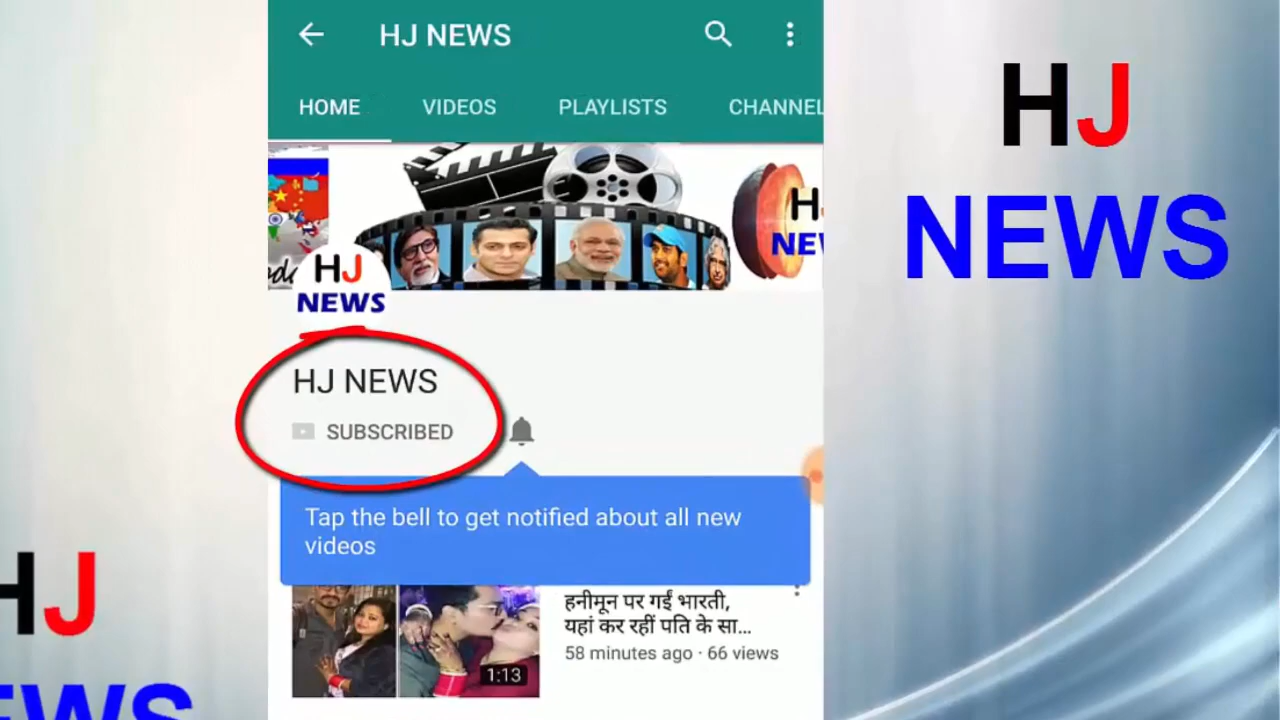 HJ NEWS
HOME VIDEOS PLAYLISTS CHANNEL
HJ
NEWS
HJ
NEWS
HJ NEWS
SUBSCRIBED
Tap the bell to get notified about all new
videos
हनीमून पर गईं भारती,
यहां कर रहीं पति के सा...
58 minutes ago · 66 views
1:13
HJ
NEWS